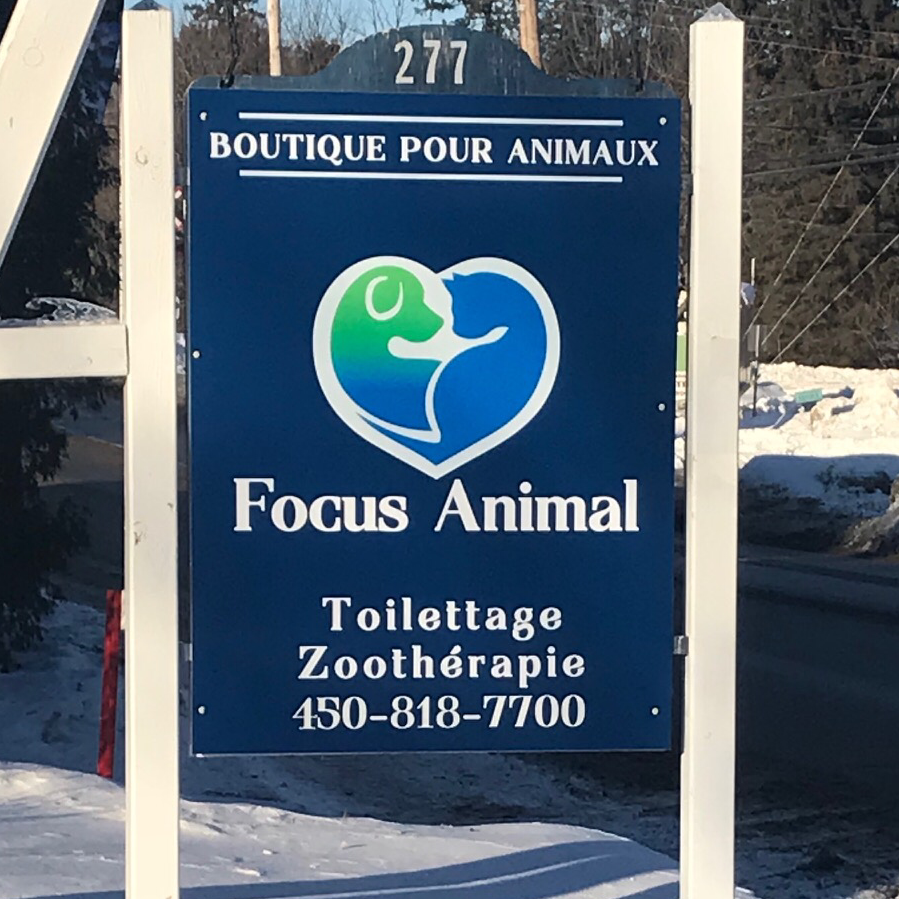 277
BOUTIQUE POUR ANIMAUX
Focus Animal
Toilettage
Zoothérapie
450-818-7700